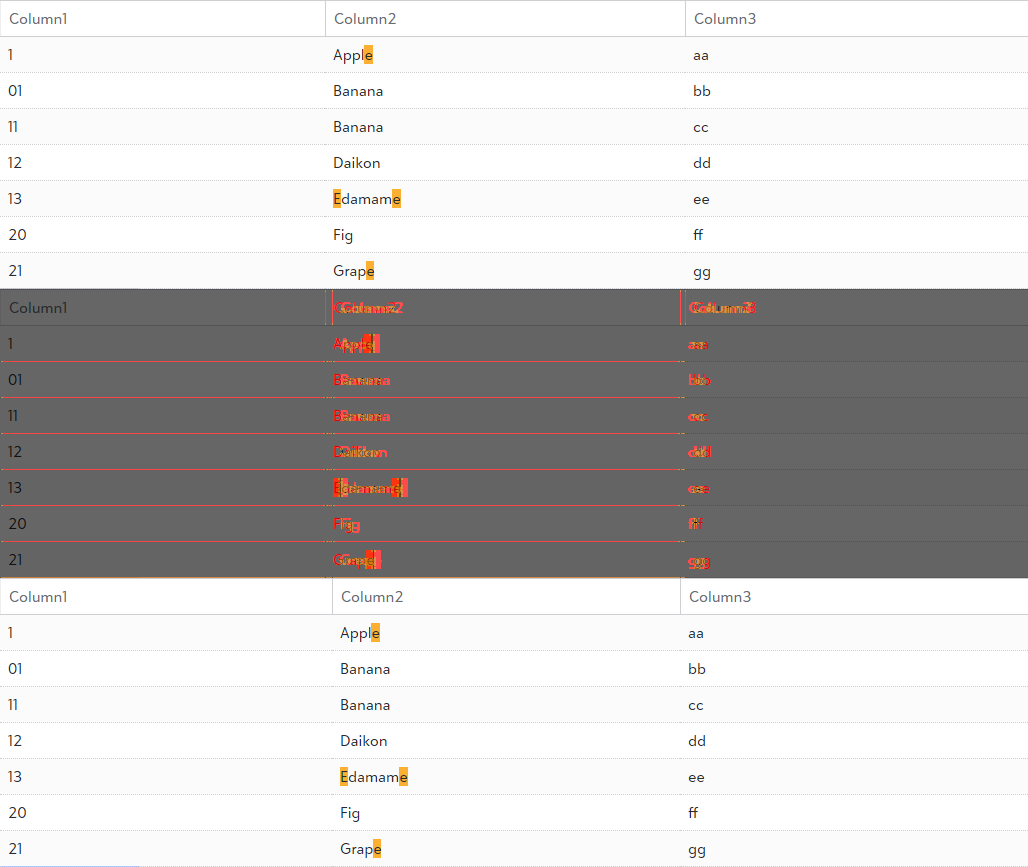 Column1 Column2 Column3
1 Apple aa
01 Banana bb
11 Banana cc
12 Daikon dd
13 Edamame ee
20 Fig ff
21 Grape gg
Column1 Column2 Column3
1 Apple aa
01 Banana bb
11 Banana cc
12 Daikon dd
13 Edamame ee
20 Fig ff
21 Grape gg
Column1 Column2 Column3
1 Apple aa
01 Banana bb
11 Banana cc
12 Daikon dd
13 Edamame ee
20 Fig ff
21 Grape gg